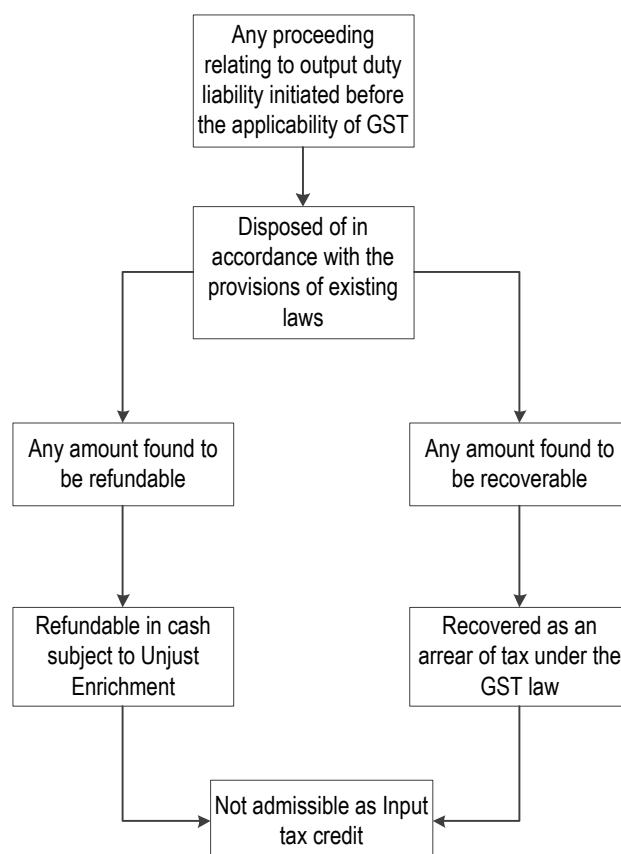 Any proceeding
relating to output duty
liability initiated before
the applicability of GST
Disposed of in
accordance with the
provisions of existing
laws
Any amount found to
be refundable
Any amount found to
be recoverable
Refundable in cash
subject to Unjust
Enrichment
Recovered as an
arrear of tax under the
GST law
Not admissible as Input
tax credit